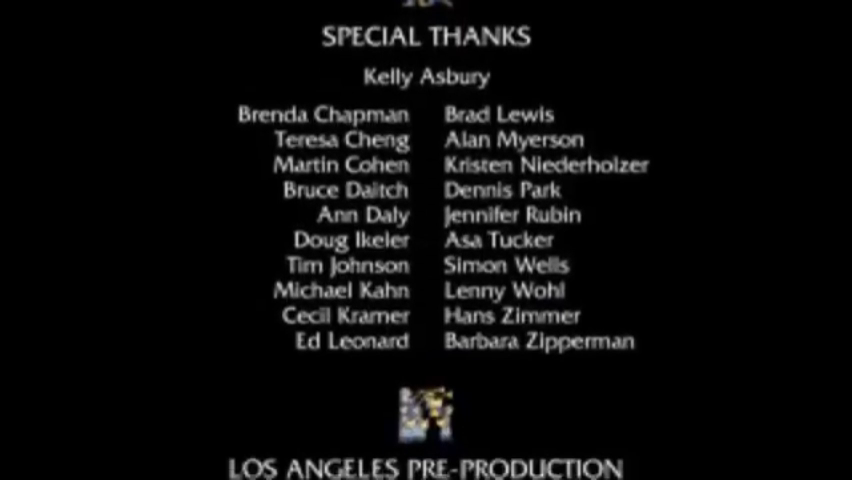 SPECIAL THANKS
Kelly Asbury
Brenda Chapman Brad Lewis
Teresa Cheng Alan Myerson
Martin Cohen Kristen Niederholzer
Bruce Daitch Dennis Park
Ann Daly Jennifer Rubin
Doug Ikeler Asa Tucker
Tim Johnson Simon Wells
Michael Kahn Lenny Wohl
Cecil Kramer Hans Zimmer
Ed Leonard Barbara Zipperman
LOS ANGELES PRE-PRODUCTION